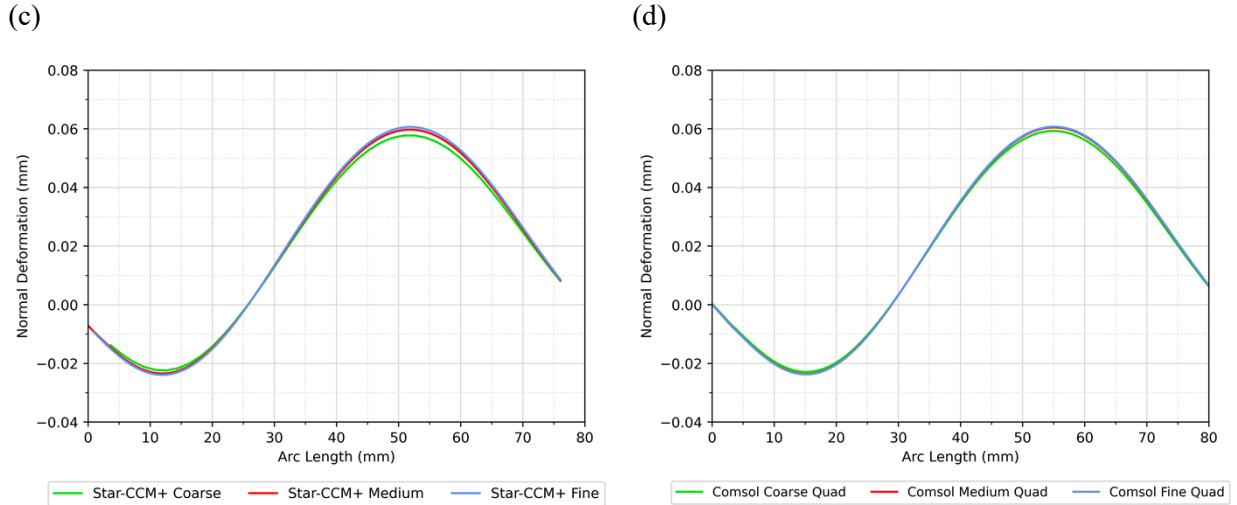 (c)
0.08
0.06
0.04
0.02
0.00
−0.02
−0.04
Normal Deformation (mm)
0 10 20 30 40 50 60 70 80
Arc Length (mm)
Star-CCM+ Coarse Star-CCM+ Medium Star-CCM+ Fine
(d)
0.08
0.06
0.04
0.02
0.00
−0.02
−0.04
Normal Deformation (mm)
0 10 20 30 40 50 60 70 80
Arc Length (mm)
Comsol Coarse Quad Comsol Medium Quad Comsol Fine Quad